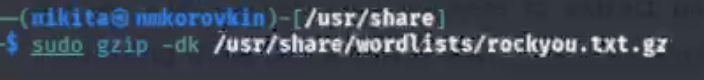 —(nikita㉿nmkorovkin)-[/usr/share]
-$ sudo gzip -dk /usr/share/wordlists/rockyou.txt.gz